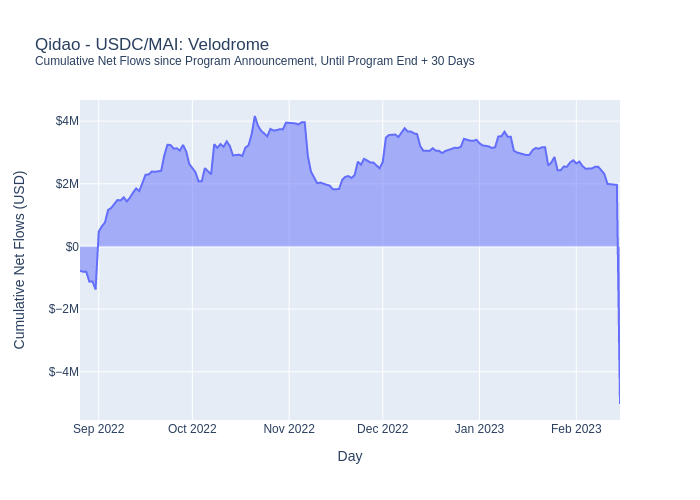 Qidao - USDC/MAI: Velodrome
Cumulative Net Flows since Program Announcement, Until Program End + 30 Days
Cumulative Net Flows (USD)
$4M
$2M
$0
$−2M
$−4M
Sep 2022 Oct 2022 Nov 2022 Dec 2022 Jan 2023 Feb 2023
Day